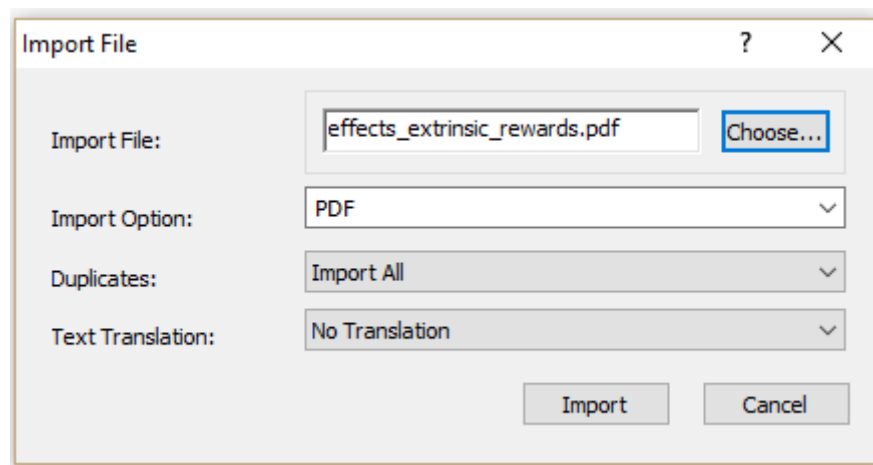 Import File ?
Import File: effects_extrinsic_rewards.pdf Choose...
Import Option: PDF
Duplicates: Import All
Text Translation: No Translation
Import Cancel